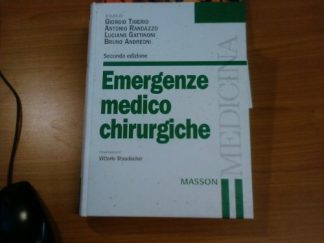 A cura di
GIORGIO TIBERIO
ANTONIO RANDAZZO
LUCIANO GATTINONI
BRUNO ANDREONI
Seconda edizione
Emergenze
medico
chirurgiche
Vittorio Staudacher
MASSON
MEDICINA